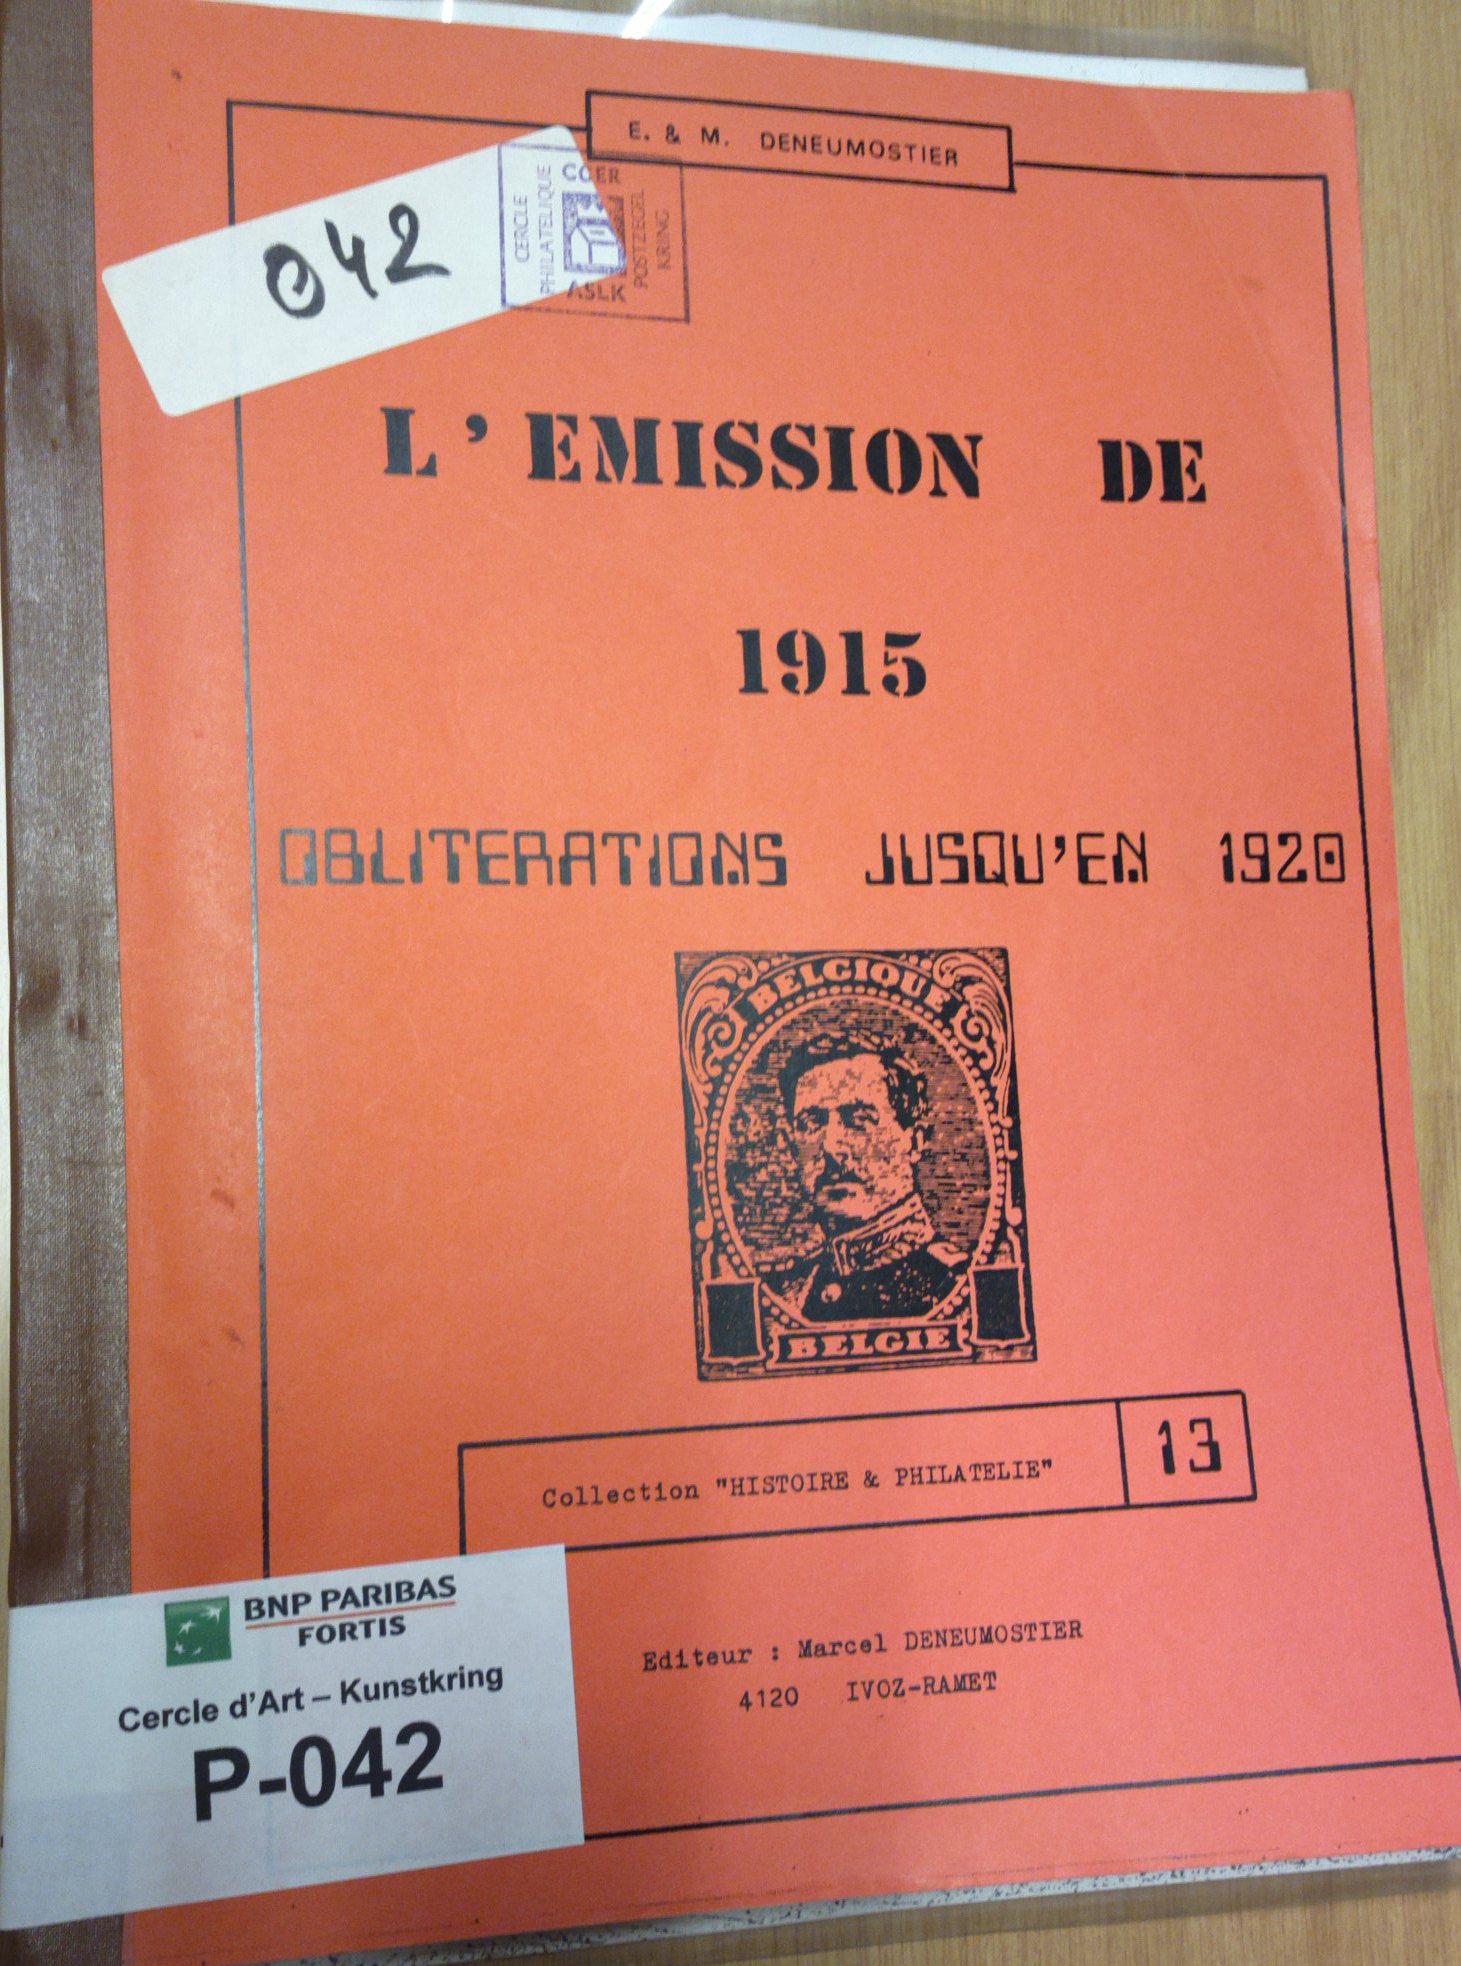 E. & M. DENEUMOSTIER
042
CERCLE
PHILATELIQUE
CGER
ASLK
POSTZEGEL
KRING
L'EMISSION DE
1915
OBLITERATIONS JUSQU'EN 1920
BELGIQUE
BELGIE
Collection "HISTOIRE & PHILATELIE"
13
Editeur : Marcel DENEUMOSTIER
4120 IVOZ-RAMET
BNP PARIBAS
FORTIS
Cercle d'Art – Kunstkring
P-042